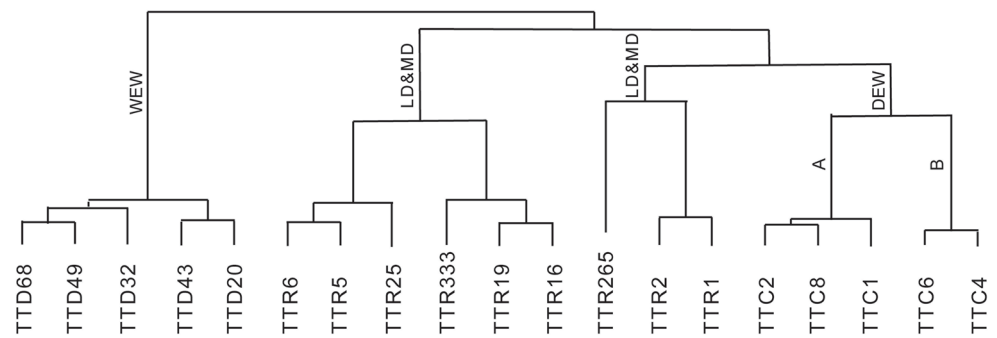 WEW
LD&MD
LD&MD
DEW
A
B
TTD68
TTD49
TTD32
TTD43
TTD20
TTR6
TTR5
TTR25
TTR333
TTR19
TTR16
TTR265
TTR2
TTR1
TTC2
TTC8
TTC1
TTC6
TTC4